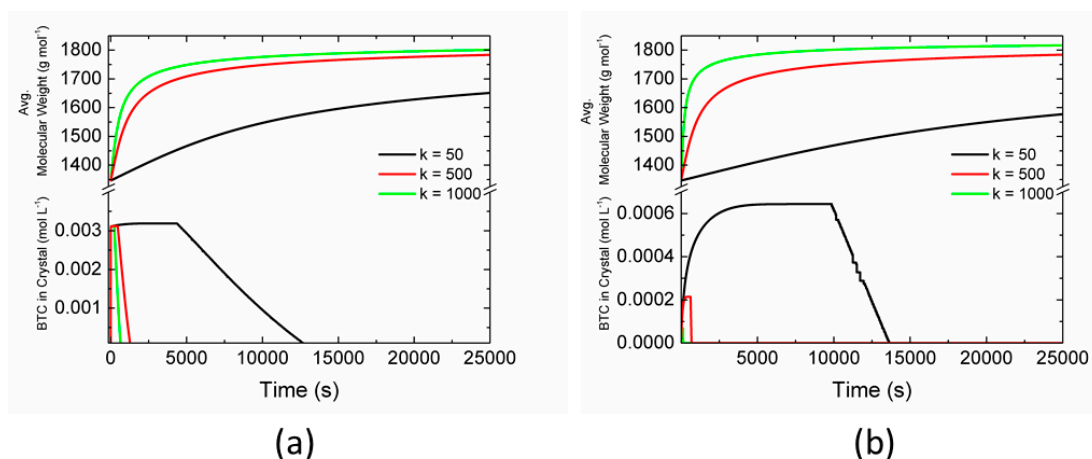 Avg.
Molecular Weight (g mol⁻¹)
1800
1700
1600
1500
1400
k = 50
k = 500
k = 1000
BTC in Crystal (mol L⁻¹)
0.003
0.002
0.001
0
5000
10000
15000
20000
25000
Time (s)
(a)
Avg.
Molecular Weight (g mol⁻¹)
1800
1700
1600
1500
1400
k = 50
k = 500
k = 1000
BTC in Crystal (mol L⁻¹)
0.0006
0.0004
0.0002
0.0000
5000
10000
15000
20000
25000
Time (s)
(b)